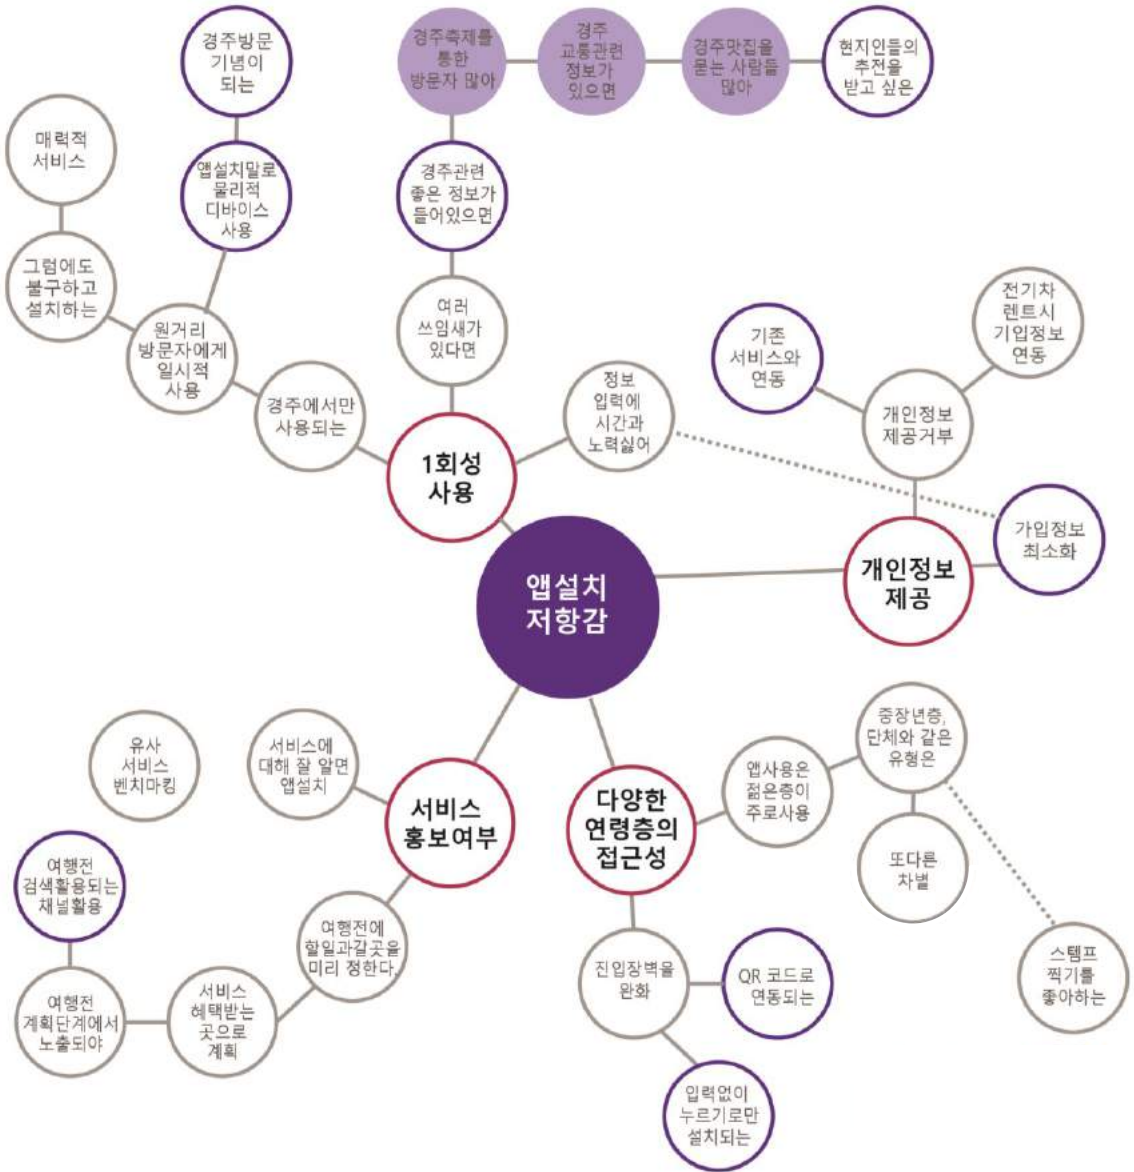 경주방문
기념이
되는
경주축제를
통한
방문자 많아
경주
교통관련
정보가
있으면
경주맛집을
묻는 사람들
많아
현지인들의
추전을
받고 싶은
매력적
서비스
앱설치말로
물리적
디바이스
사용
경주관련
좋은 정보가
들어있으면
그럼에도
불구하고
설치하는
원거리
방문자에게
일시적
사용
여러
쓰임새가
있다면
경주에서만
사용되는
정보
입력에
시간과
노력싫어
기존
서비스와
연동
전기차
렌트시
기입정보
연동
개인정보
제공거부
1회성
사용
가입정보
최소화
개인정보
제공
앱설치
저항감
유사
서비스
벤치마킹
서비스에
대해 잘 알면
앱설치
서비스
홍보여부
다양한
연령층의
접근성
앱사용은
젊은층이
주로사용
중장년층,
단체와 같은
유형은
또다른
차별
여행전
검색활용되는
채널활용
여행전에
할일과갈곳을
미리 정한다.
여행전
계획단계에서
노출되야
서비스
혜택받는
곳으로
계획
진입장벽을
완화
QR 코드로
연동되는
스템프
찍기를
좋아하는
입력없이
누르기로만
설치되는